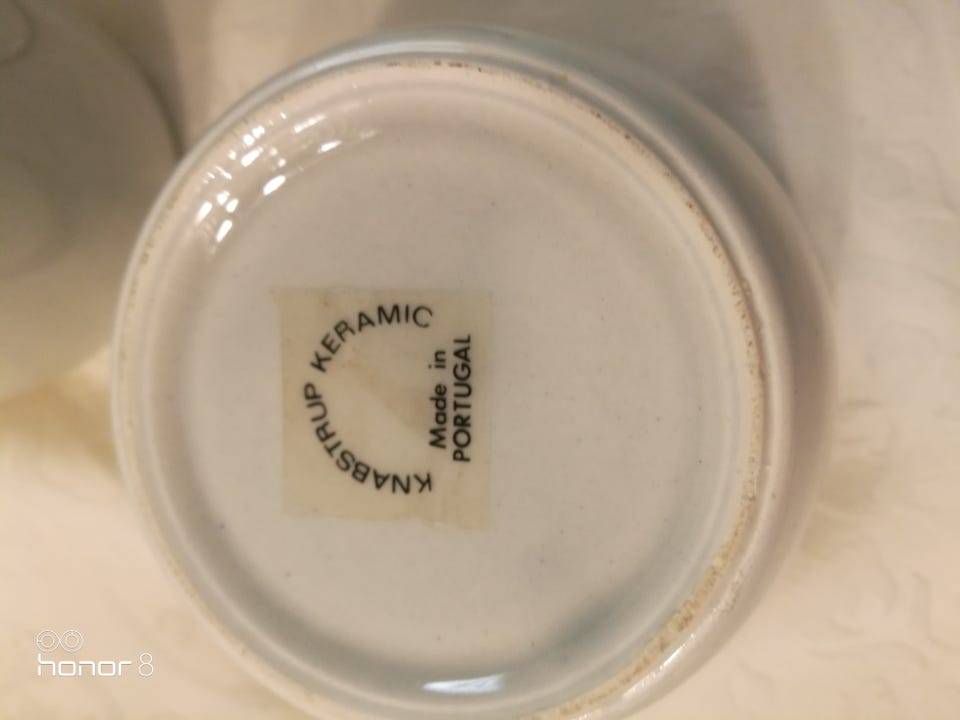 KNABSTRUP KERAMIC
Made in
PORTUGAL
honor 8